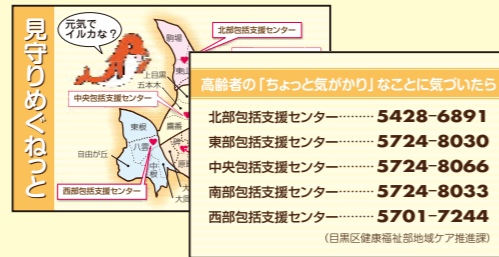 見守りめぐねっと
元気で
イルカな?
北部包括支援センター
駒場
東山
上目黒
五本木
中央包括支援センター
東根
鷹番
八雲
自由が丘
中根
西部包括支援センター
高齢者の「ちょっと気がかり」なことに気づいたら
北部包括支援センター………5428-6891
東部包括支援センター………5724-8030
中央包括支援センター………5724-8066
南部包括支援センター………5724-8033
西部包括支援センター………5701-7244
(目黒区健康福祉部地域ケア推進課)